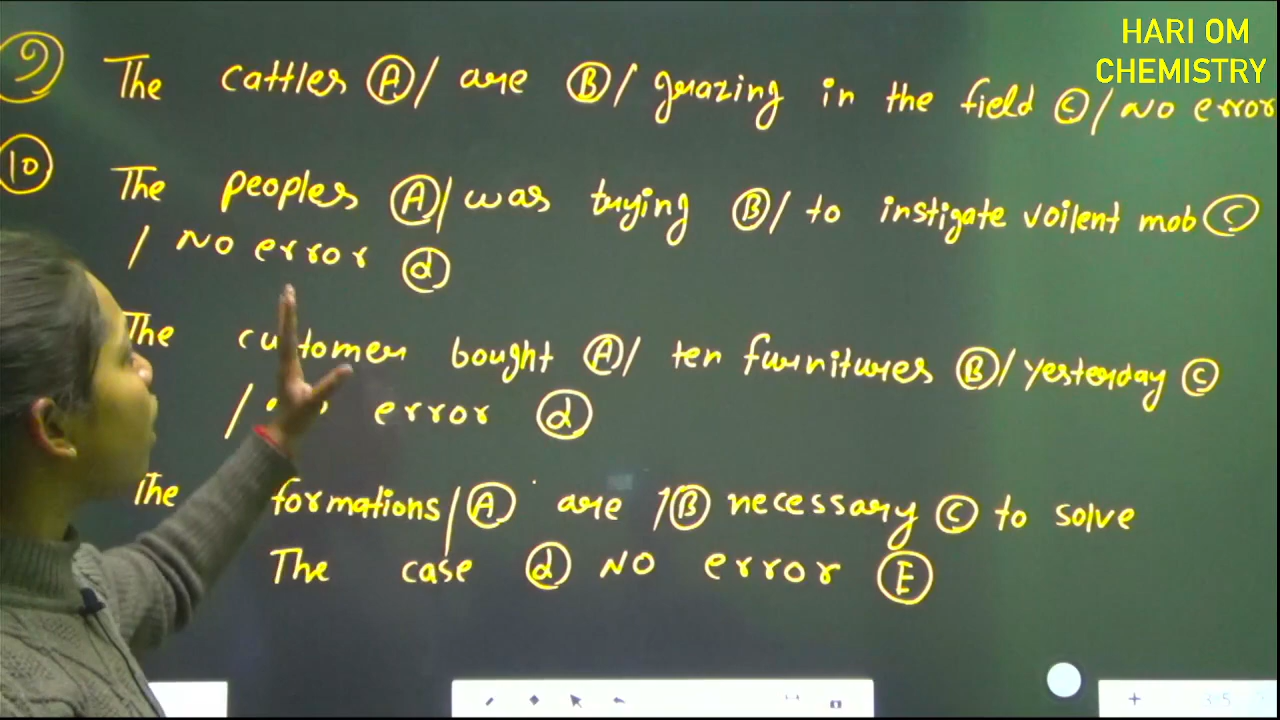 HARI OM
CHEMISTRY
9 The cattles A/ are B/ grazing in the field C/ No error
10 The peoples A/ was trying B/ to instigate voilent mob C
/ No error d
The customer bought A/ ten furnitures B/ yesterday C
/ error d
The formations/ A are /B necessary C to solve
The case d No error E
+